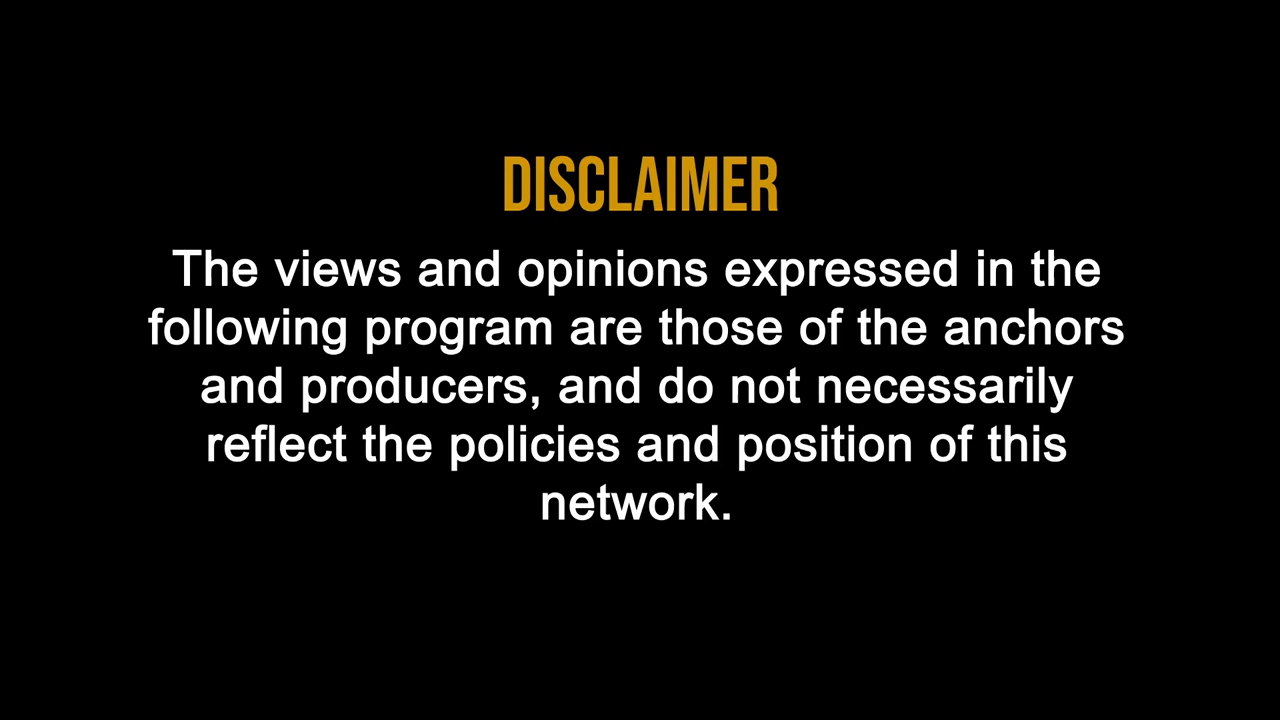 DISCLAIMER
The views and opinions expressed in the
following program are those of the anchors
and producers, and do not necessarily
reflect the policies and position of this
network.